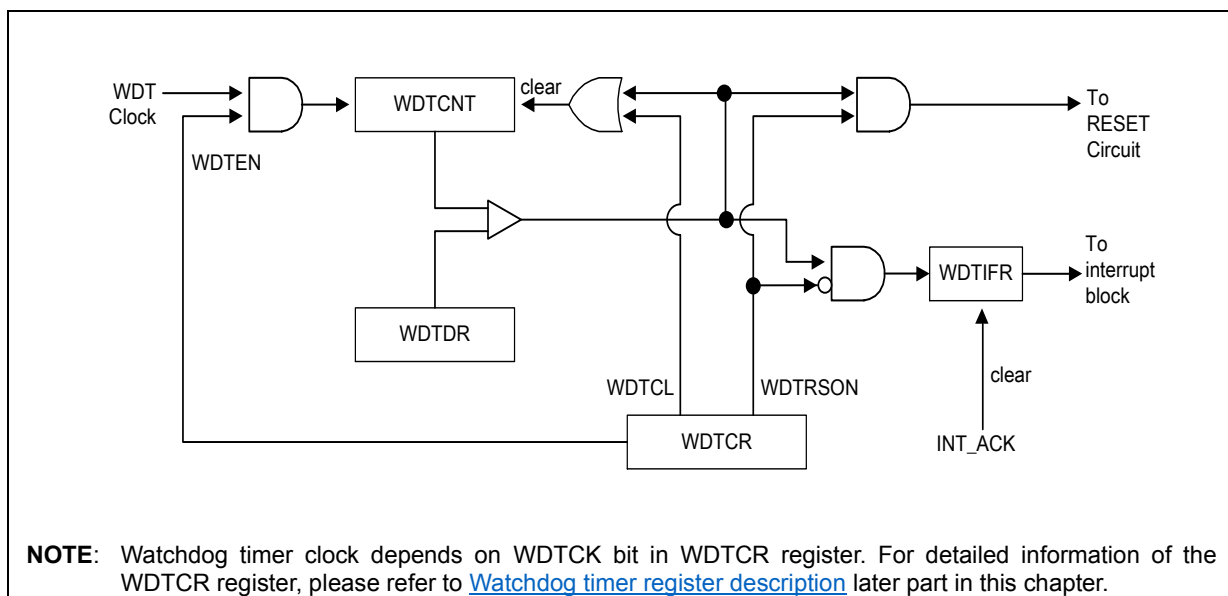 WDT
Clock
WDTEN
WDTCNT
clear
To
RESET
Circuit
WDTDR
WDTIFR
To
interrupt
block
WDTCL
WDTRSON
clear
WDTCR
INT_ACK
NOTE: Watchdog timer clock depends on WDTCK bit in WDTCR register. For detailed information of the
WDTCR register, please refer to Watchdog timer register description later part in this chapter.